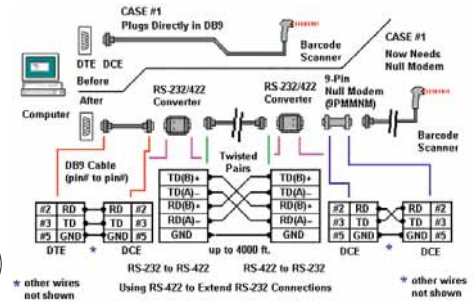 CASE #1
Plugs Directly in DB9
CASE #1
Now Needs
Null Modem
Barcode
Scanner
DTE DCE
Before
After
Computer
RS-232/422
Converter
RS-232/422
Converter
9-Pin
Null Modem
(9PMMNM)
Barcode
Scanner
DB9 Cable
(pin# to pin#)
Twisted
Pairs
#2 RD RD #2
#3 TD TD #3
#5 GND GND #5
DTE * DCE
TD(B)+ TD(B)+
TD(A)– TD(A)–
RD(B)+ RD(B)+
RD(A)– RD(A)–
GND GND
up to 4000 ft.
#2 RD RD #2
#3 TD TD #3
#5 GND GND #5
DCE * DCE
RS-232 to RS-422 RS-422 to RS-232
Using RS-422 to Extend RS-232 Connections
* other wires
not shown
* other wires
not shown